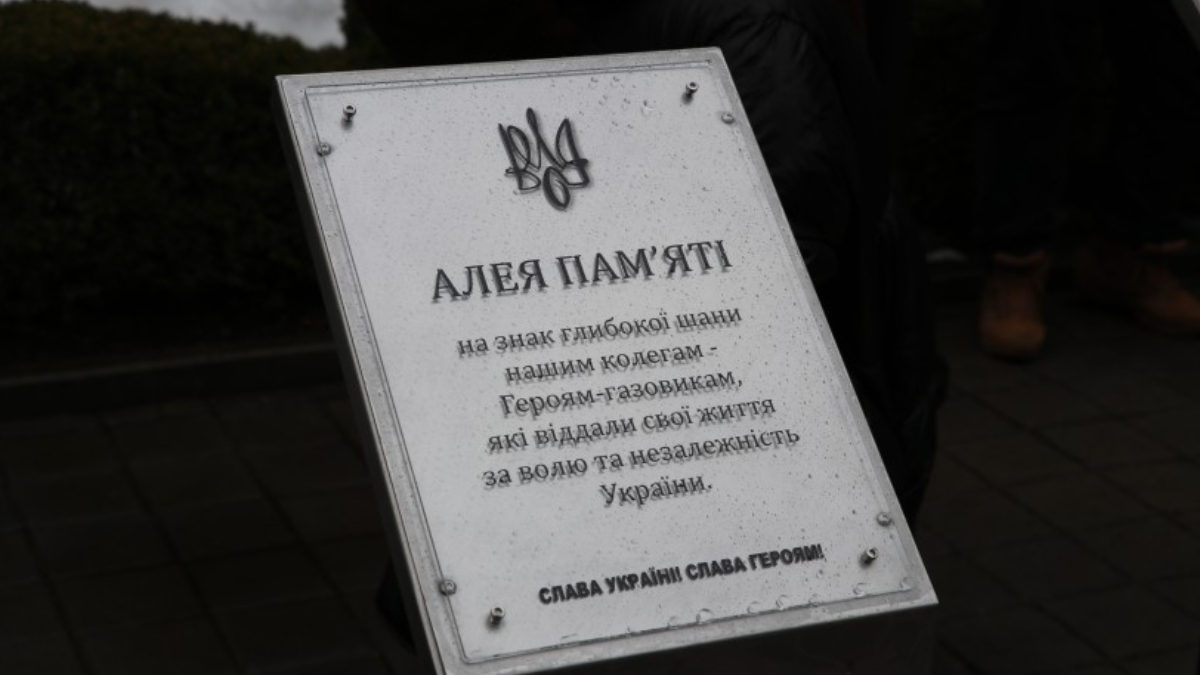 АЛЕЯ ПАМ'ЯТІ
на знак глибокої шани
нашим колегам -
Героям-газовикам,
які віддали свої життя
за волю та незалежність
України.
СЛАВА УКРАЇНІ! СЛАВА ГЕРОЯМ!